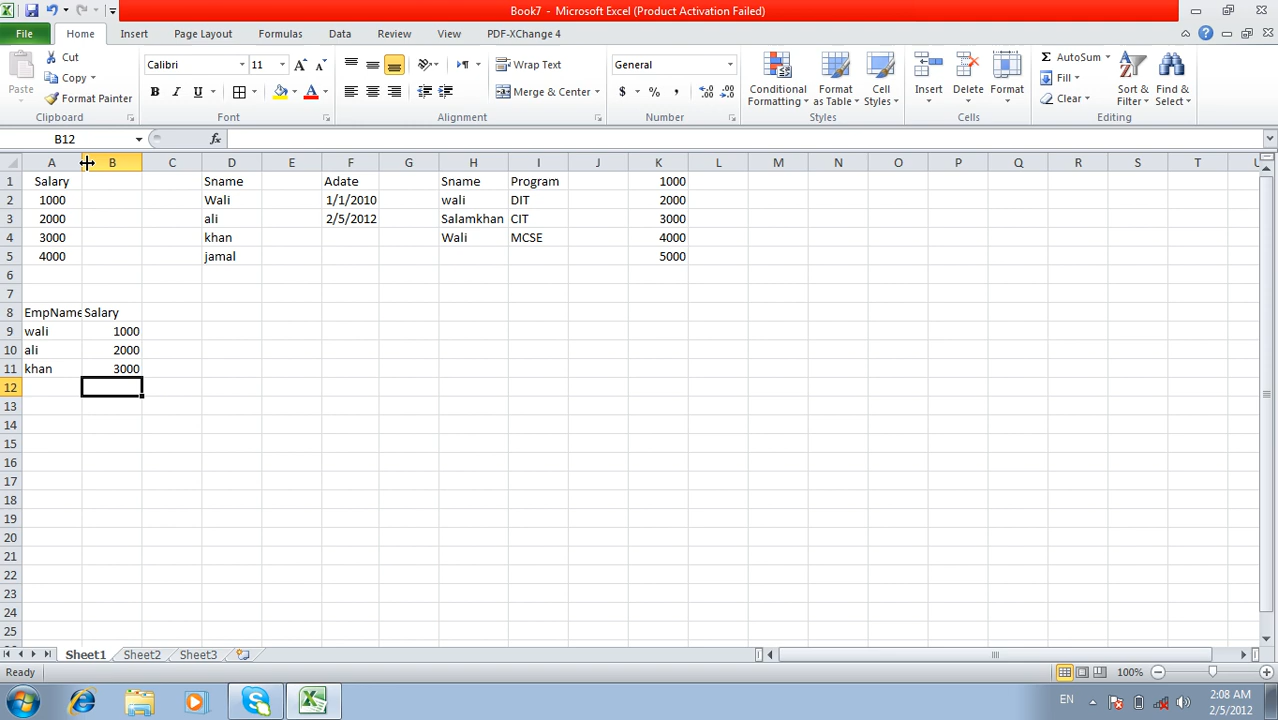 Book7 - Microsoft Excel (Product Activation Failed)
File Home Insert Page Layout Formulas Data Review View PDF-XChange 4
Paste Cut Copy Format Painter Clipboard
Calibri 11 B I U A A A Font
Wrap Text Merge & Center Alignment
General $ % , .0 .00 .00 .0 Number
Conditional Formatting Format as Table Cell Styles Styles
Insert Delete Format Cells
Σ AutoSum Fill Clear Sort & Filter Find & Select Editing
B12 fx
A B C D E F G H I J K L M N O P Q R S T U
1 Salary Sname Adate Sname Program 1000
2 1000 Wali 1/1/2010 wali DIT 2000
3 2000 ali 2/5/2012 Salamkhan CIT 3000
4 3000 khan Wali MCSE 4000
5 4000 jamal 5000
6
7
8 EmpName Salary
9 wali 1000
10 ali 2000
11 khan 3000
12
13
14
15
16
17
18
19
20
21
22
23
24
25
Sheet1 Sheet2 Sheet3
Ready 100%
EN 2:08 AM
2/5/2012